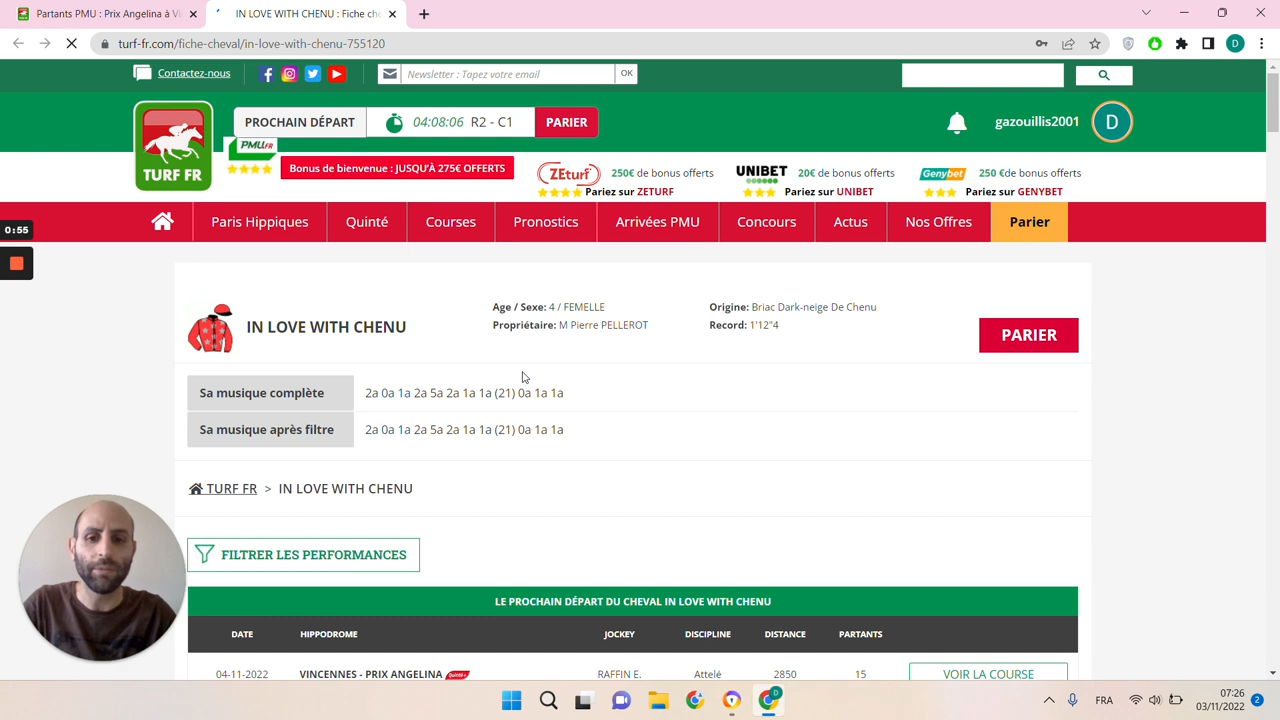 Partants PMU : Prix Angelina à Vi
IN LOVE WITH CHENU : Fiche che
turf-fr.com/fiche-cheval/in-love-with-chenu-755120
D
Contactez-nous
Newsletter : Tapez votre email
OK
TURF FR
PROCHAIN DÉPART
04:08:06 R2 - C1
PARIER
gazouillis2001
D
PMU.FR
Bonus de bienvenue : JUSQU'À 275€ OFFERTS
ZEturf
250€ de bonus offerts
Pariez sur ZETURF
UNIBET
20€ de bonus offerts
Pariez sur UNIBET
Genybet
250 €de bonus offerts
Pariez sur GENYBET
Paris Hippiques
Quinté
Courses
Pronostics
Arrivées PMU
Concours
Actus
Nos Offres
Parier
0:55
IN LOVE WITH CHENU
Age / Sexe: 4 / FEMELLE
Propriétaire: M Pierre PELLEROT
Origine: Briac Dark-neige De Chenu
Record: 1'12"4
PARIER
Sa musique complète
2a 0a 1a 2a 5a 2a 1a 1a (21) 0a 1a 1a
Sa musique après filtre
2a 0a 1a 2a 5a 2a 1a 1a (21) 0a 1a 1a
TURF FR > IN LOVE WITH CHENU
FILTRER LES PERFORMANCES
LE PROCHAIN DÉPART DU CHEVAL IN LOVE WITH CHENU
DATE HIPPODROME JOCKEY DISCIPLINE DISTANCE PARTANTS
04-11-2022 VINCENNES - PRIX ANGELINA Quinté+ RAFFIN E. Attelé 2850 15 VOIR LA COURSE
FRA
07:26
03/11/2022
2